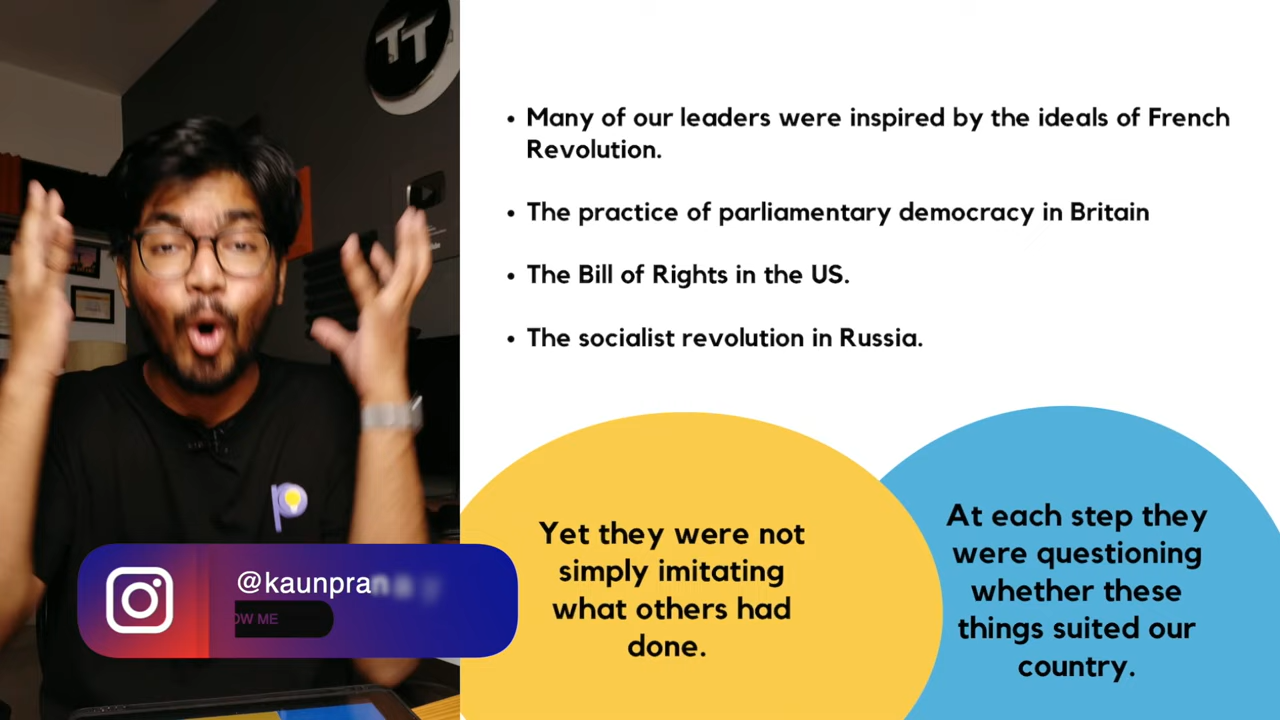 TT
• Many of our leaders were inspired by the ideals of French
Revolution.
• The practice of parliamentary democracy in Britain
• The Bill of Rights in the US.
• The socialist revolution in Russia.
Yet they were not
simply imitating
what others had
done.
At each step they
were questioning
whether these
things suited our
country.
@kaunpra
OW ME